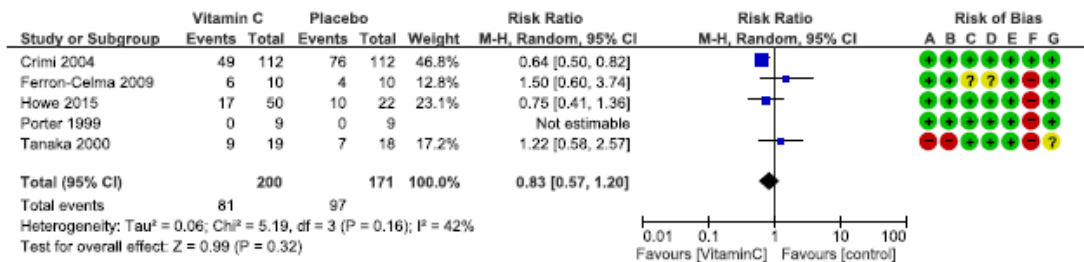 Vitamin C Placebo Risk Ratio Risk Ratio Risk of Bias
Study or Subgroup Events Total Events Total Weight M-H, Random, 95% CI M-H, Random, 95% CI A B C D E F G
Crimi 2004 49 112 76 112 46.8% 0.64 [0.50, 0.82] + + + + + + +
Ferron-Celma 2009 6 10 4 10 12.8% 1.50 [0.60, 3.74] + + ? ? + − +
Howe 2015 17 50 10 22 23.1% 0.75 [0.41, 1.36] + + + + + − +
Porter 1999 0 9 0 9 Not estimable + + + + + − +
Tanaka 2000 9 19 7 18 17.2% 1.22 [0.58, 2.57] − − + + + − ?
Total (95% CI) 200 171 100.0% 0.83 [0.57, 1.20]
Total events 81 97
Heterogeneity: Tau² = 0.06; Chi² = 5.19, df = 3 (P = 0.16); I² = 42%
Test for overall effect: Z = 0.99 (P = 0.32)
0.01 0.1 1 10 100
Favours [VitaminC] Favours [control]